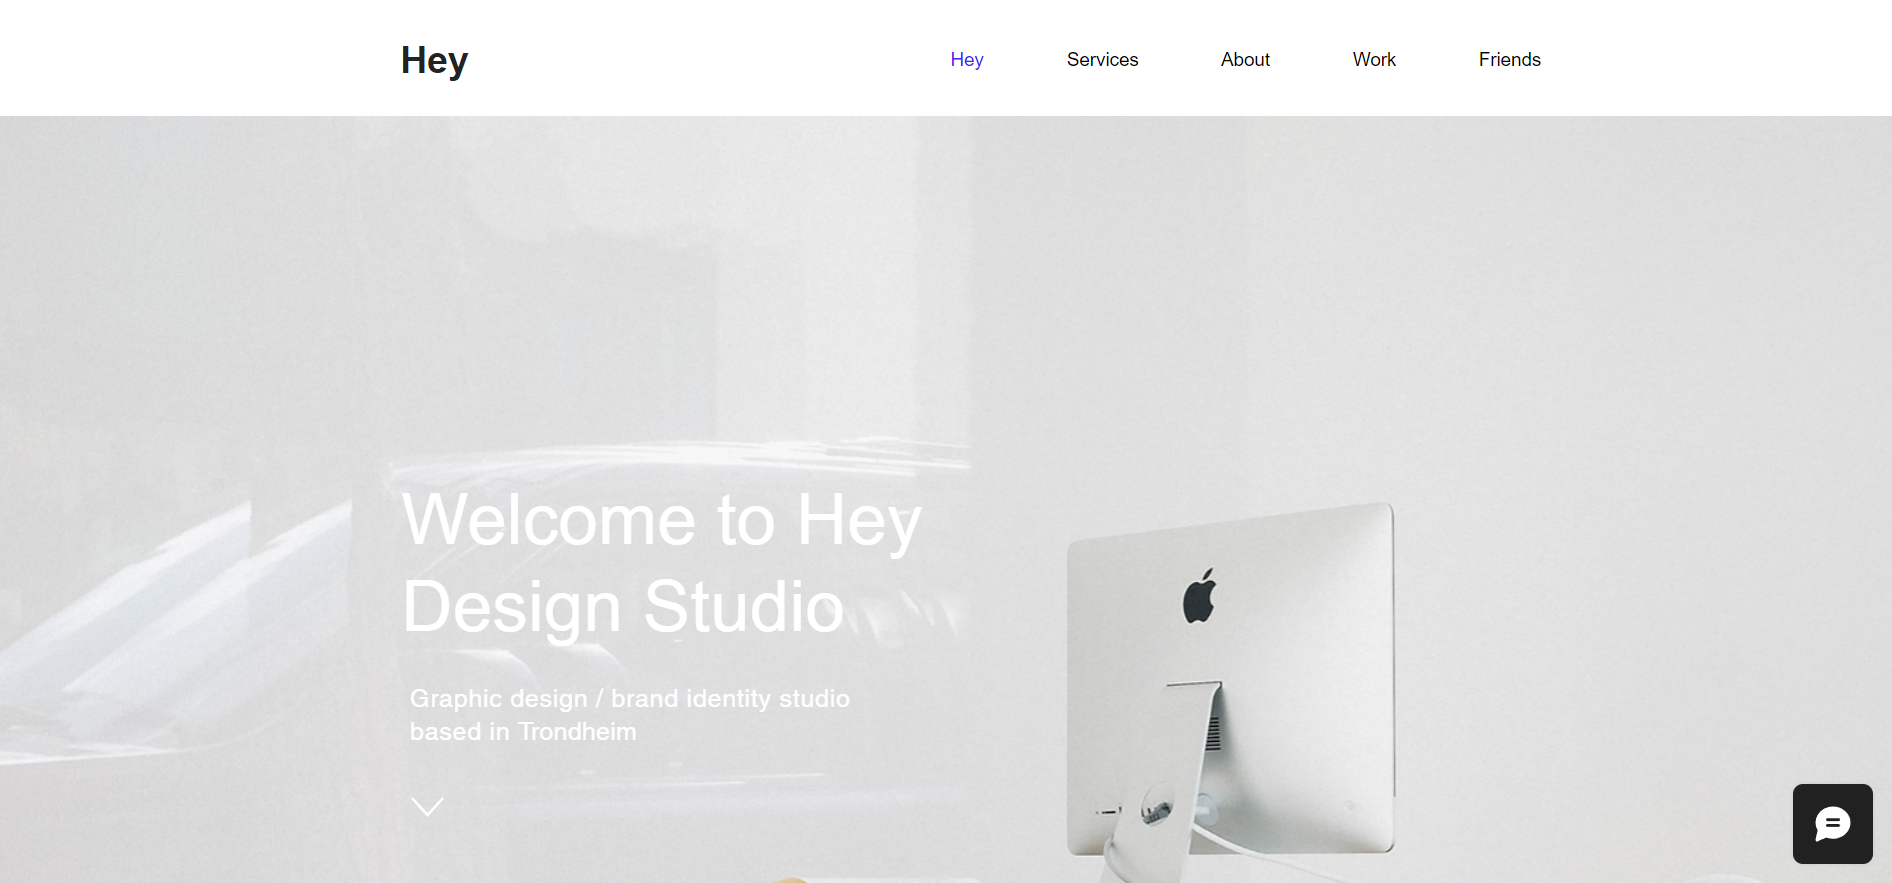 Hey
Hey Services About Work Friends
Welcome to Hey
Design Studio
Graphic design / brand identity studio
based in Trondheim